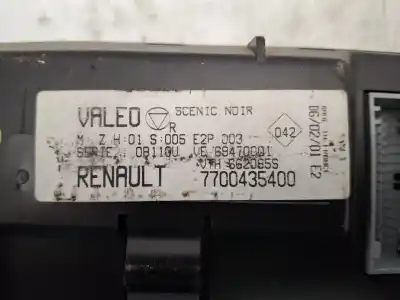 VALEO R SCENIC NOIR
M: Z H:01 S:005 E2P 003
SERIE: 0B110U VE 69470001
VTH 662065S
RENAULT 7700435400
042
06/02/01 E2